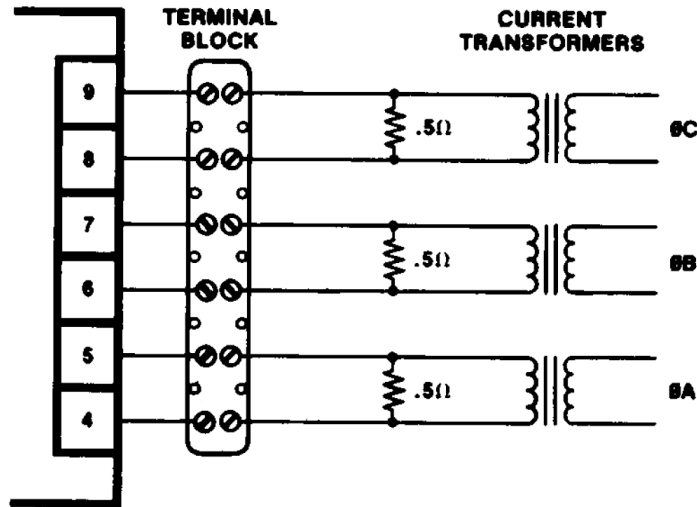 TERMINAL
BLOCK
CURRENT
TRANSFORMERS
9
.5Ω
ØC
8
7
.5Ω
ØB
6
5
.5Ω
ØA
4